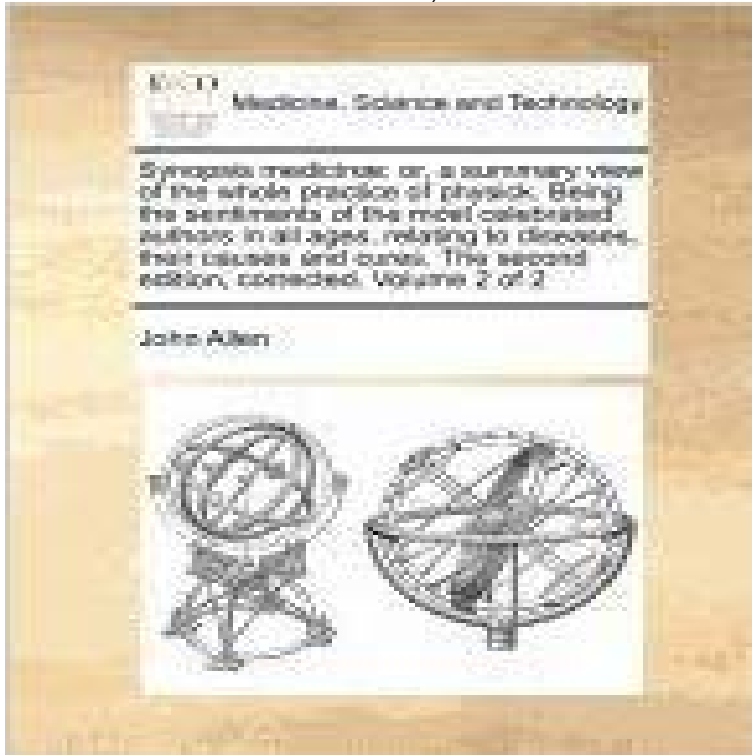 ECCO
Medicine, Science and Technology
Synopsis medicinæ: or, a summary view
of the whole practice of physick. Being
the sentiments of the most celebrated
authors in all ages, relating to diseases,
their causes and cures. The second
edition, corrected. Volume 2 of 2
John Allen